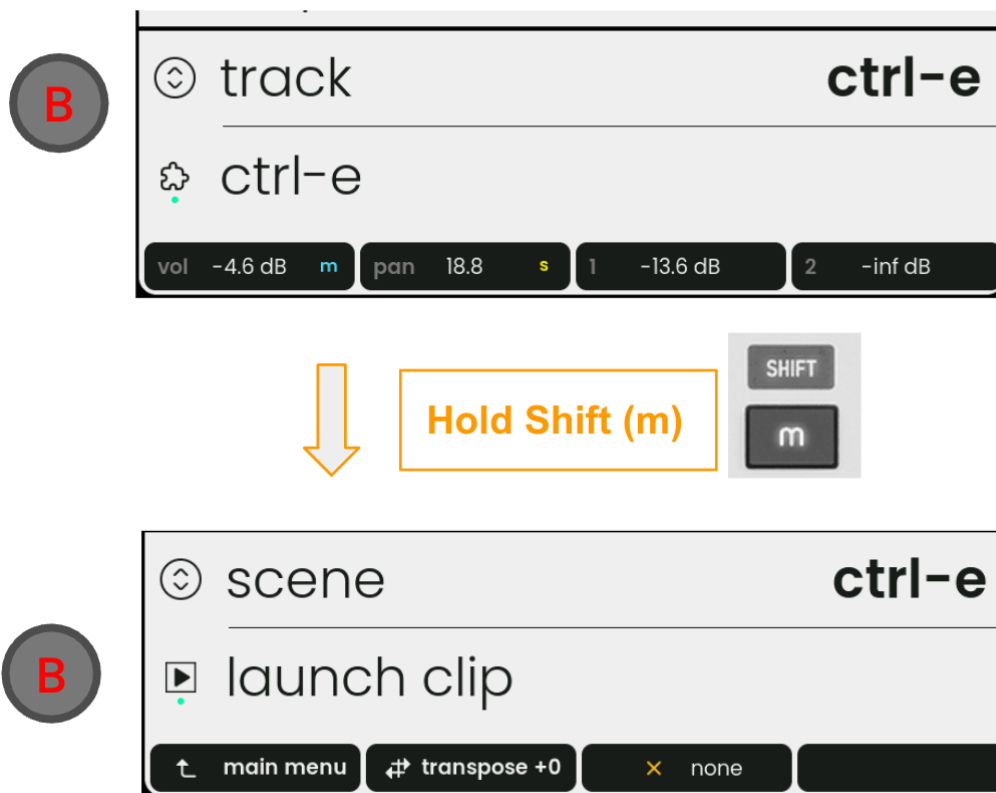 B
track ctrl-e
ctrl-e
vol -4.6 dB m pan 18.8 s 1 -13.6 dB 2 -inf dB
Hold Shift (m)
SHIFT
m
B
scene ctrl-e
launch clip
main menu transpose +0 none